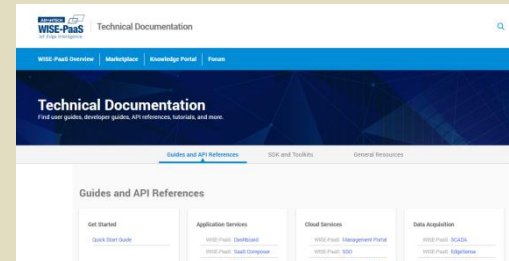 ADVANTECH
WISE-PaaS
IoT Edge Intelligence
Technical Documentation
WISE-PaaS Overview
Marketplace
Knowledge Portal
Forum
Technical Documentation
Find user guides, developer guides, API references, tutorials, and more.
Guides and API References
SDK and Toolkits
General Resources
Guides and API References
Get Started
Application Services
Cloud Services
Data Acquisition
Quick Start Guide
WISE-PaaS Dashboard
WISE-PaaS Management Portal
WISE-PaaS SCADA
WISE-PaaS SaaS Composer
WISE-PaaS SSO
WISE-PaaS EdgeSense